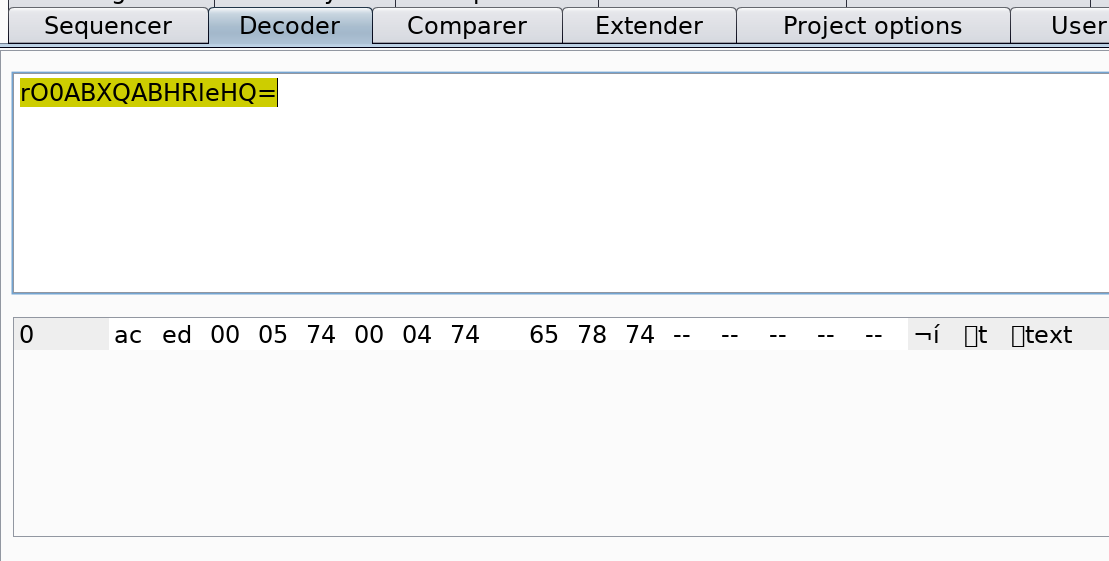 Sequencer Decoder Comparer Extender Project options User
rO0ABXQABHRleHQ=
0 ac ed 00 05 74 00 04 74 65 78 74 -- -- -- -- -- ¬í t text